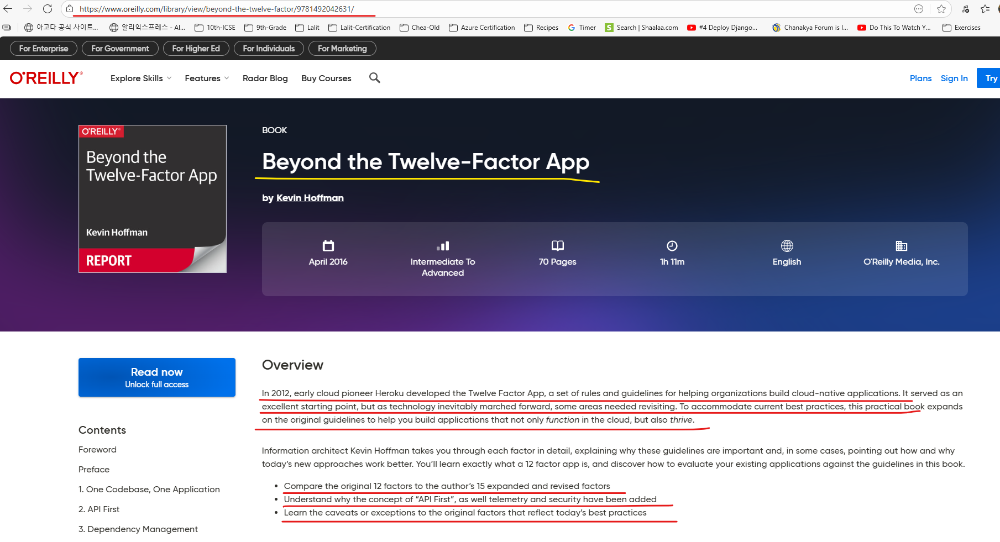 https://www.oreilly.com/library/view/beyond-the-twelve-factor/9781492042631/
아고다 공식 사이트... 알리익스프레스 - Al... 10th-ICSE 9th-Grade Lalit Lalit-Certification Chea-Old Azure Certification Recipes Timer Search | Shaalaa.com #4 Deploy Django... Chanakya Forum is I... Do This To Watch Y... Exercises
For Enterprise For Government For Higher Ed For Individuals For Marketing
O'REILLY® Explore Skills Features Radar Blog Buy Courses Plans Sign In Try
O'REILLY®
Beyond the
Twelve-Factor App
Kevin Hoffman
REPORT
BOOK
Beyond the Twelve-Factor App
by Kevin Hoffman
April 2016
Intermediate To
Advanced
70 Pages
1h 11m
English
O'Reilly Media, Inc.
Read now
Unlock full access
Contents
Foreword
Preface
1. One Codebase, One Application
2. API First
3. Dependency Management
Overview
In 2012, early cloud pioneer Heroku developed the Twelve Factor App, a set of rules and guidelines for helping organizations build cloud-native applications. It served as an
excellent starting point, but as technology inevitably marched forward, some areas needed revisiting. To accommodate current best practices, this practical book expands
on the original guidelines to help you build applications that not only function in the cloud, but also thrive.
Information architect Kevin Hoffman takes you through each factor in detail, explaining why these guidelines are important and, in some cases, pointing out how and why
today's new approaches work better. You'll learn exactly what a 12 factor app is, and discover how to evaluate your existing applications against the guidelines in this book.
• Compare the original 12 factors to the author's 15 expanded and revised factors
• Understand why the concept of "API First", as well telemetry and security have been added
• Learn the caveats or exceptions to the original factors that reflect today's best practices